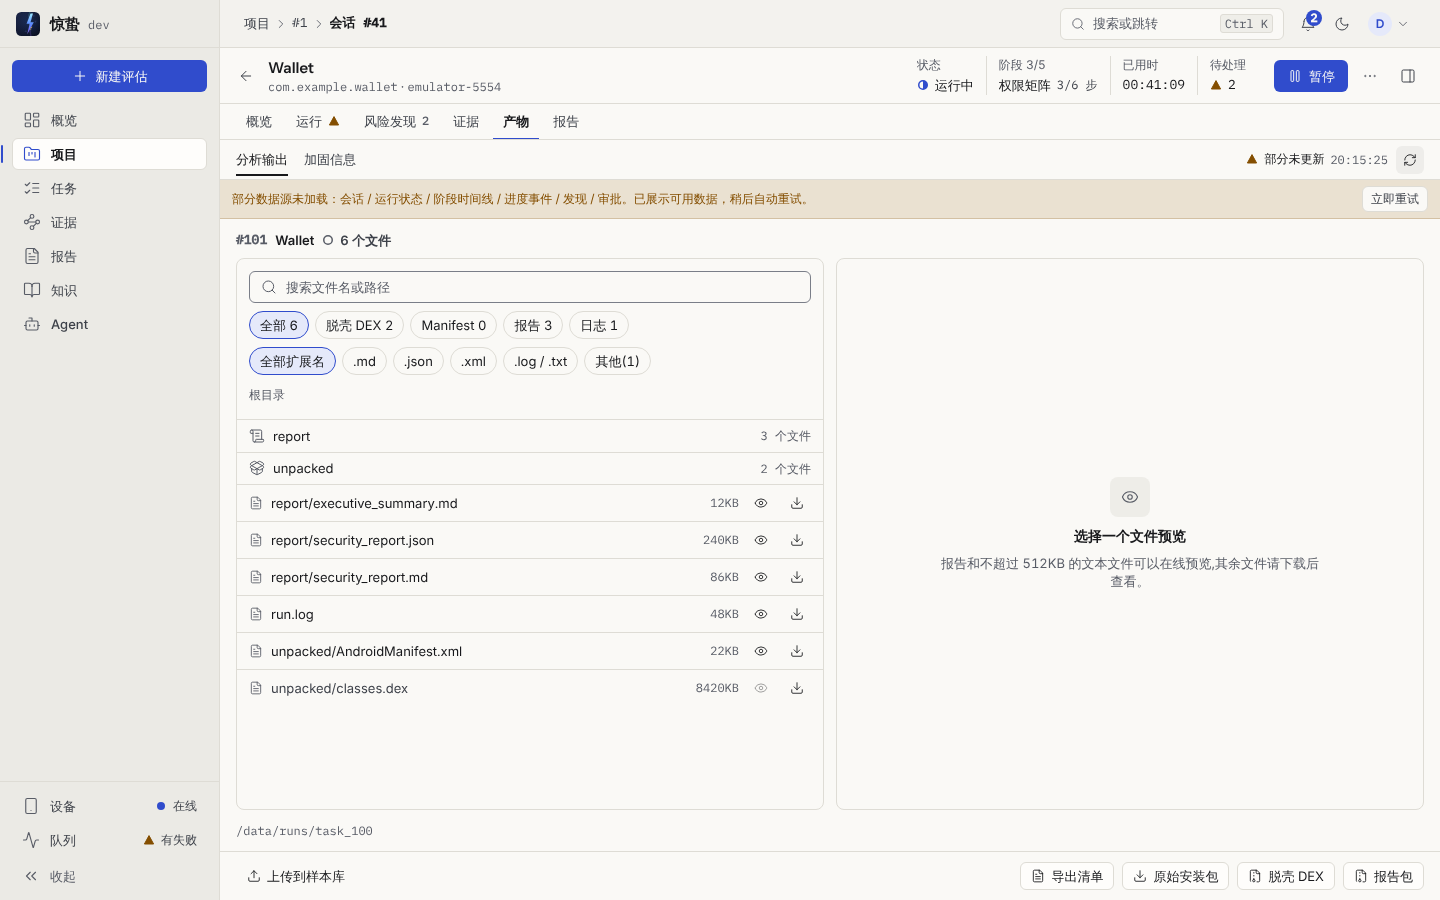 惊蛰 dev
项目 > #1 > 会话 #41
搜索或跳转 Ctrl K
2
D
新建评估
概览
项目
任务
证据
报告
知识
Agent
设备 在线
队列 有失败
收起
Wallet
com.example.wallet · emulator-5554
状态
运行中
阶段 3/5
权限矩阵 3/6 步
已用时
00:41:09
待处理
2
暂停
概览 运行 风险发现 2 证据 产物 报告
分析输出 加固信息
部分未更新 20:15:25
部分数据源未加载：会话 / 运行状态 / 阶段时间线 / 进度事件 / 发现 / 审批。已展示可用数据，稍后自动重试。
立即重试
#101 Wallet 6 个文件
搜索文件名或路径
全部 6 脱壳 DEX 2 Manifest 0 报告 3 日志 1
全部扩展名 .md .json .xml .log / .txt 其他(1)
根目录
report 3 个文件
unpacked 2 个文件
report/executive_summary.md 12KB
report/security_report.json 240KB
report/security_report.md 86KB
run.log 48KB
unpacked/AndroidManifest.xml 22KB
unpacked/classes.dex 8420KB
选择一个文件预览
报告和不超过 512KB 的文本文件可以在线预览,其余文件请下载后
查看。
/data/runs/task_100
上传到样本库
导出清单 原始安装包 脱壳 DEX 报告包